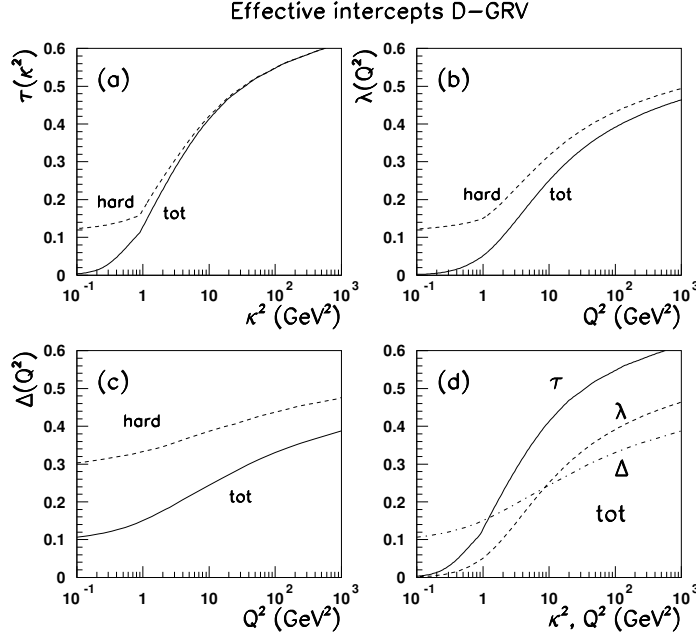 Effective intercepts D-GRV
τ(κ²)
0.6
0.5
0.4
0.3
0.2
0.1
0
(a)
hard
tot
10⁻¹ 1 10 10² 10³
κ² (GeV²)
λ(Q²)
0.6
0.5
0.4
0.3
0.2
0.1
0
(b)
hard
tot
10⁻¹ 1 10 10² 10³
Q² (GeV²)
Δ(Q²)
0.6
0.5
0.4
0.3
0.2
0.1
0
(c)
hard
tot
10⁻¹ 1 10 10² 10³
Q² (GeV²)
0.6
0.5
0.4
0.3
0.2
0.1
0
(d)
τ
λ
Δ
tot
10⁻¹ 1 10 10² 10³
κ², Q² (GeV²)